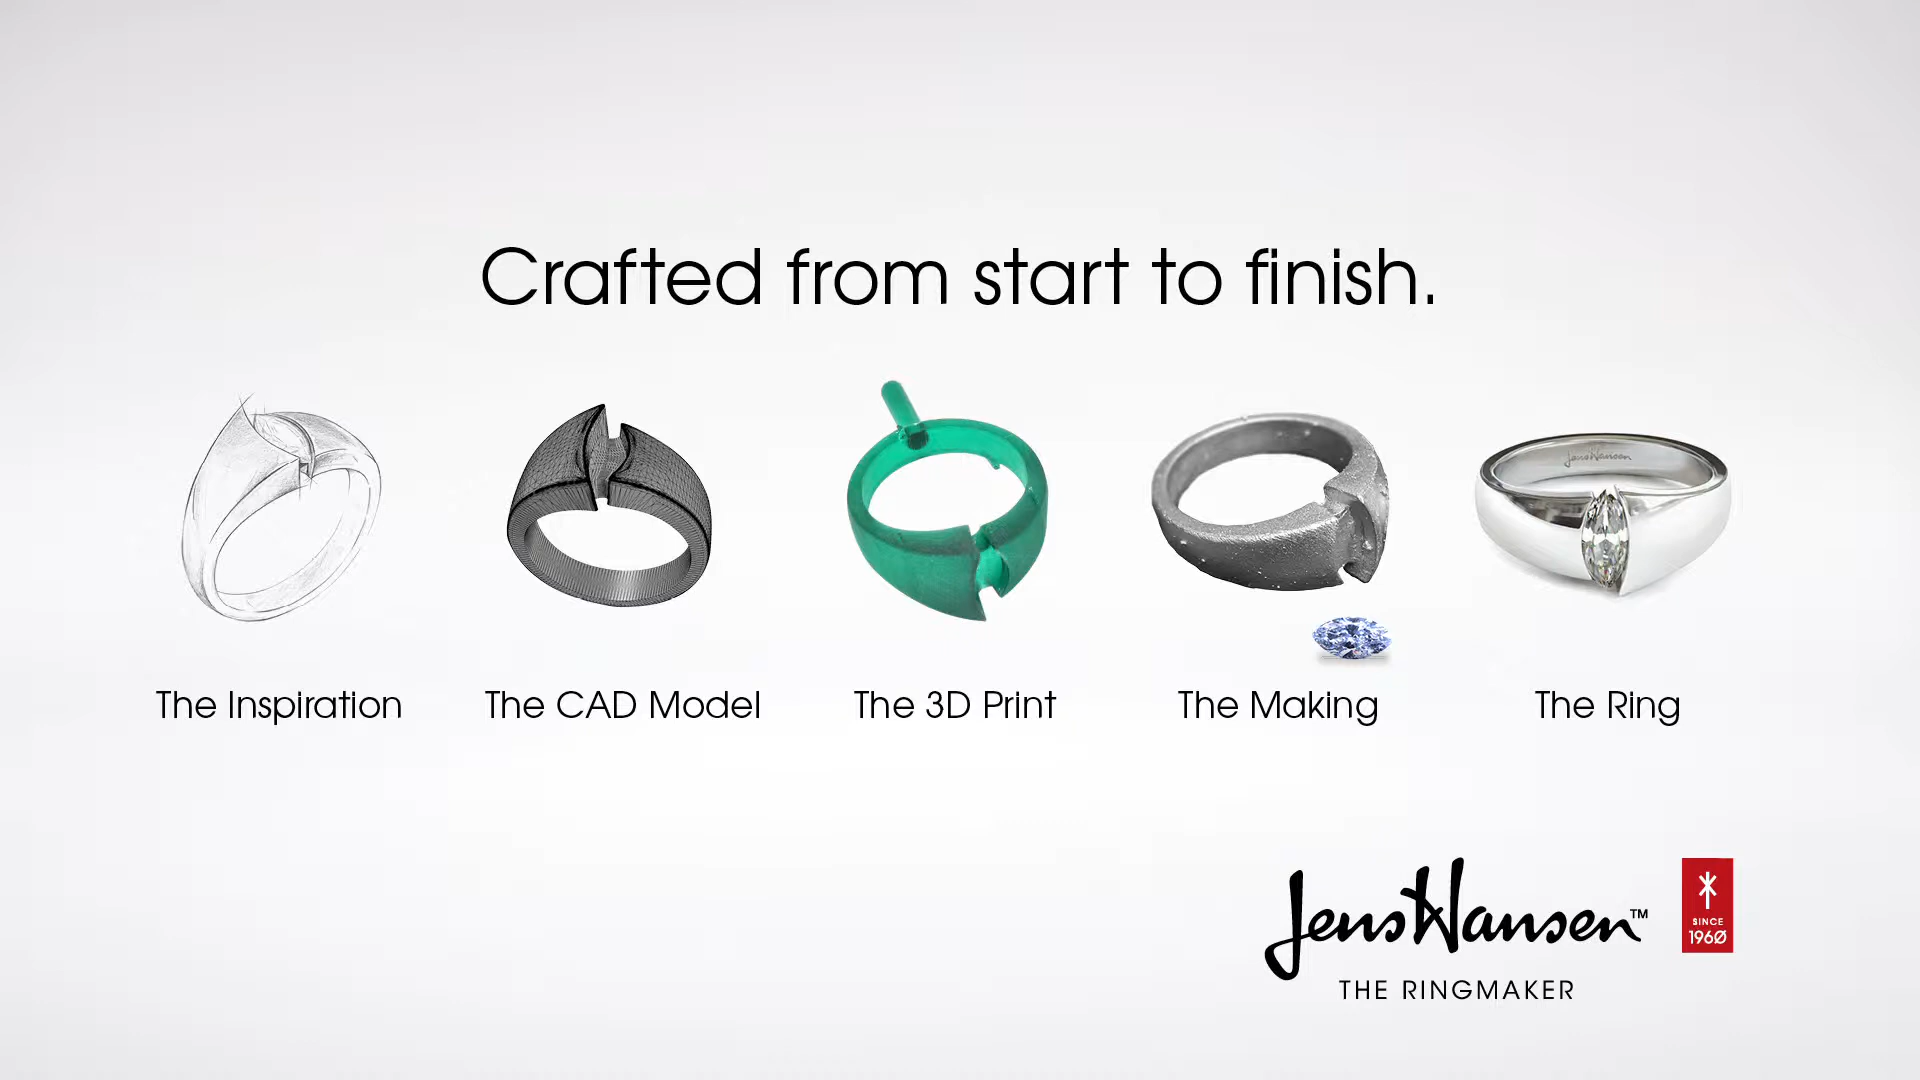 Crafted from start to finish.
JensHansen
The Inspiration
The CAD Model
The 3D Print
The Making
The Ring
JensHansen™
THE RINGMAKER
SINCE
196Ø